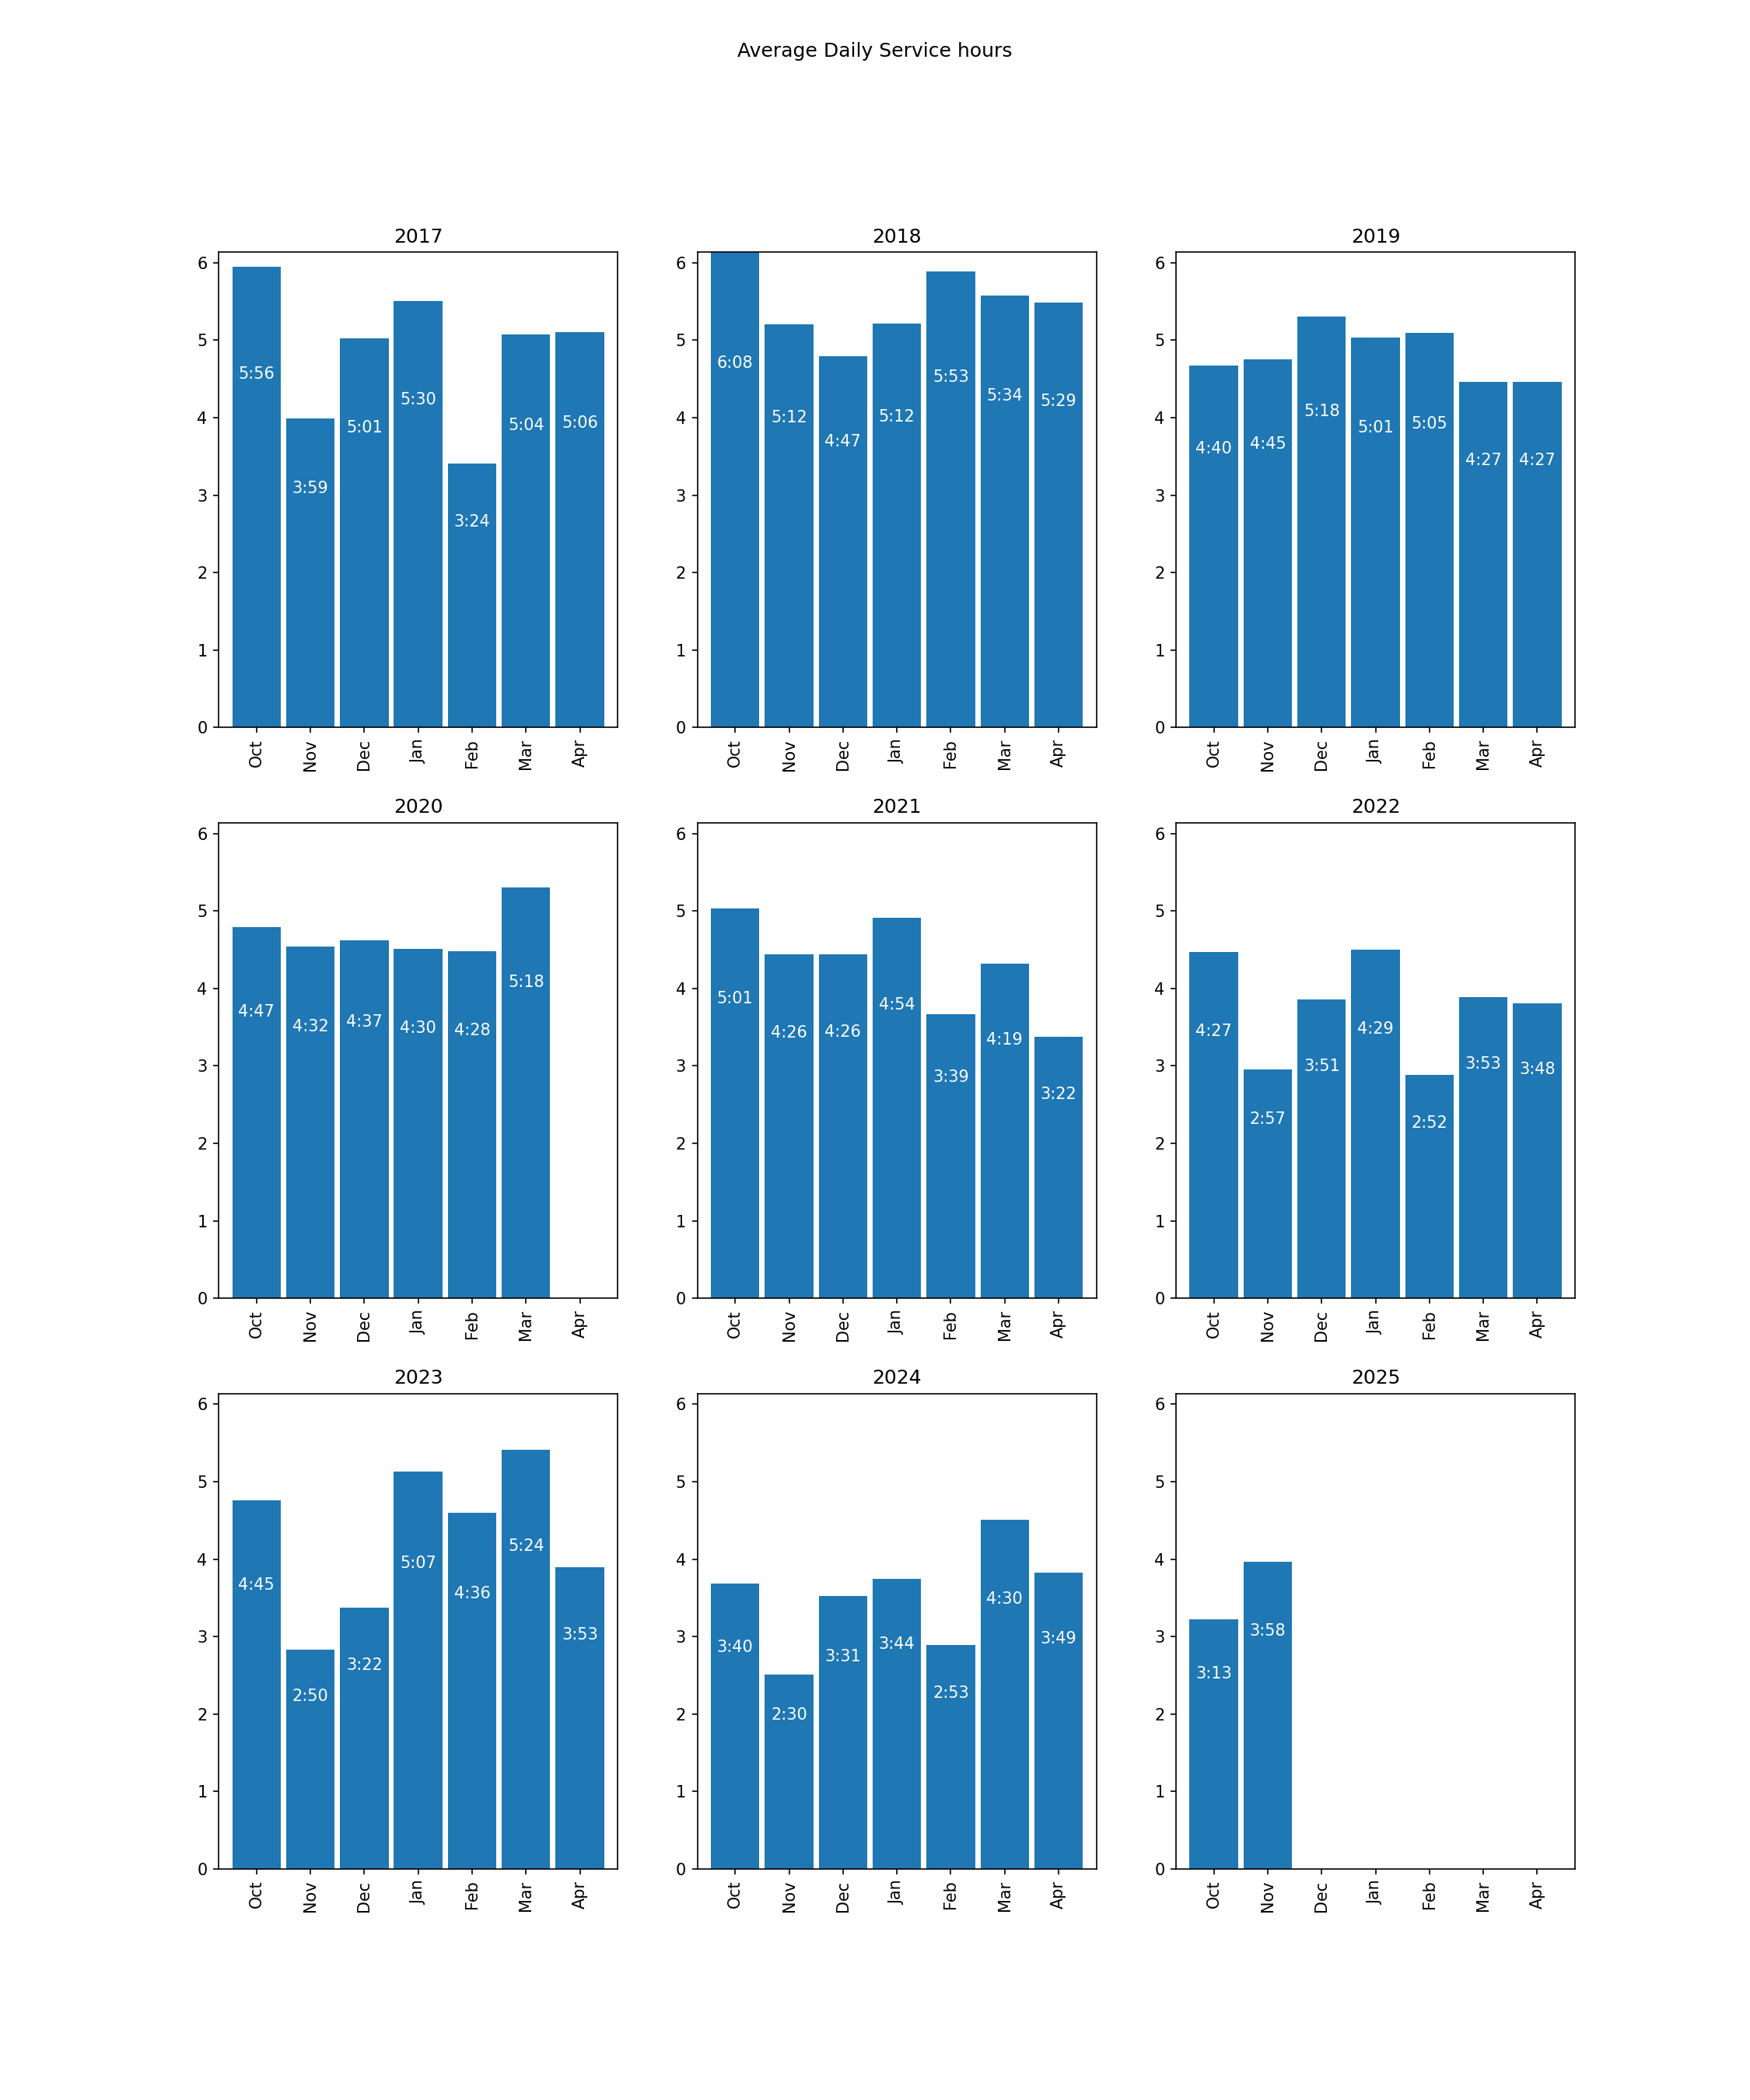 Average Daily Service hours
2017 2018 2019
6 6 6
5 5 5
4 4 4
3 3 3
2 2 2
1 1 1
0 0 0
5:56 3:59 5:01 5:30 3:24 5:04 5:06
6:08 5:12 4:47 5:12 5:53 5:34 5:29
4:40 4:45 5:18 5:01 5:05 4:27 4:27
Oct Nov Dec Jan Feb Mar Apr Oct Nov Dec Jan Feb Mar Apr Oct Nov Dec Jan Feb Mar Apr
2020 2021 2022
6 6 6
5 5 5
4 4 4
3 3 3
2 2 2
1 1 1
0 0 0
4:47 4:32 4:37 4:30 4:28 5:18
5:01 4:26 4:26 4:54 3:39 4:19 3:22
4:27 2:57 3:51 4:29 2:52 3:53 3:48
Oct Nov Dec Jan Feb Mar Apr Oct Nov Dec Jan Feb Mar Apr Oct Nov Dec Jan Feb Mar Apr
2023 2024 2025
6 6 6
5 5 5
4 4 4
3 3 3
2 2 2
1 1 1
0 0 0
4:45 2:50 3:22 5:07 4:36 5:24 3:53
3:40 2:30 3:31 3:44 2:53 4:30 3:49
3:13 3:58
Oct Nov Dec Jan Feb Mar Apr Oct Nov Dec Jan Feb Mar Apr Oct Nov Dec Jan Feb Mar Apr